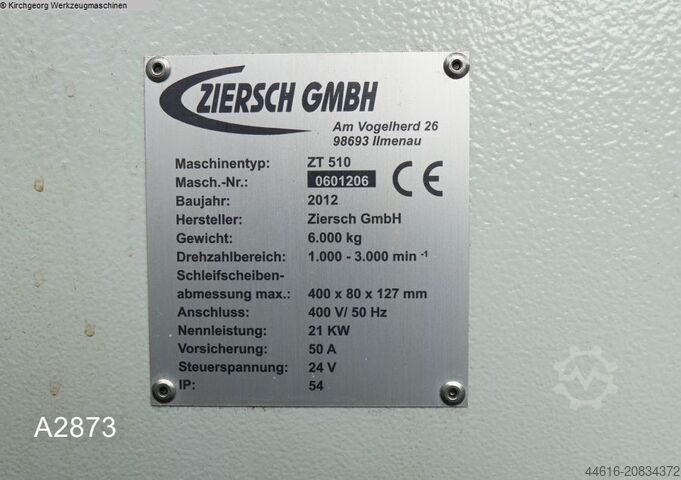 © Kirchgeorg Werkzeugmaschinen
ZIERSCH GMBH
Am Vogelherd 26
98693 Ilmenau
Maschinentyp: ZT 510
Masch.-Nr.: 0601206 CE
Baujahr: 2012
Hersteller: Ziersch GmbH
Gewicht: 6.000 kg
Drehzahlbereich: 1.000 - 3.000 min -1
Schleifscheiben-
abmessung max.: 400 x 80 x 127 mm
Anschluss: 400 V/ 50 Hz
Nennleistung: 21 KW
Vorsicherung: 50 A
Steuerspannung: 24 V
IP: 54
A2873
44616-20834372